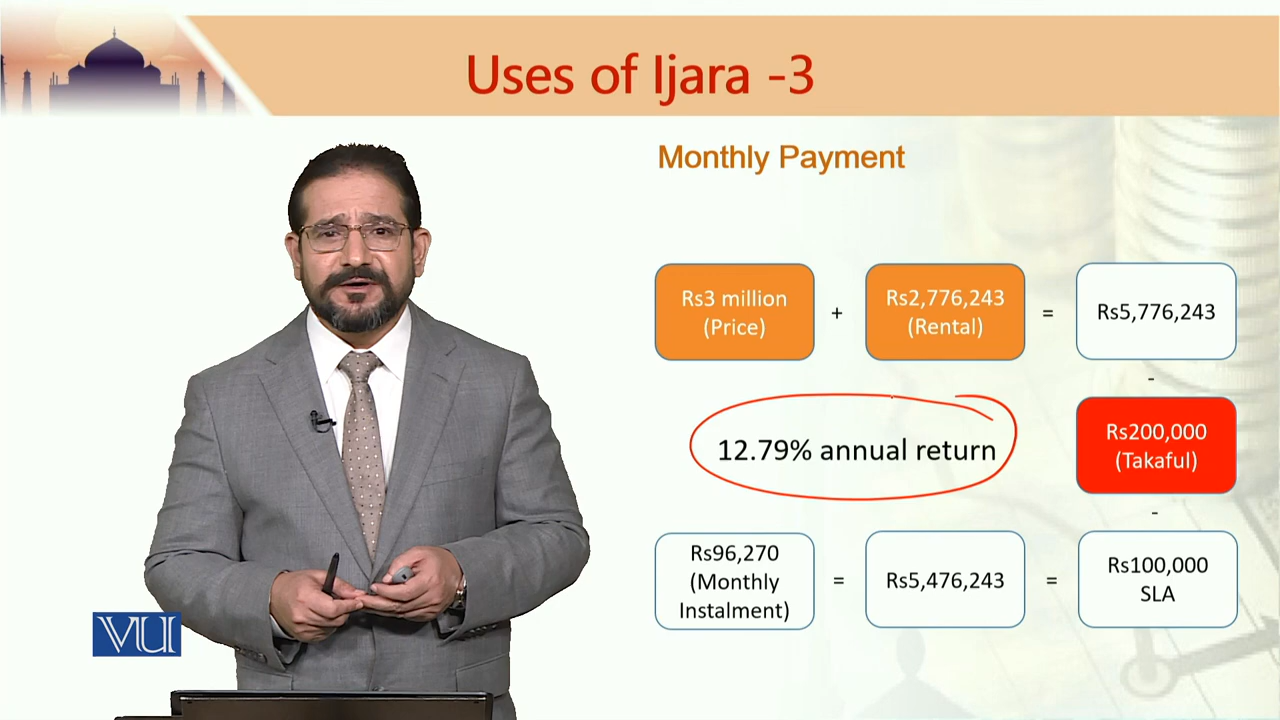 Uses of Ijara -3
Monthly Payment
Rs3 million
(Price)
+
Rs2,776,243
(Rental)
=
Rs5,776,243
-
12.79% annual return
Rs200,000
(Takaful)
-
Rs96,270
(Monthly
Instalment)
=
Rs5,476,243
=
Rs100,000
SLA
VU